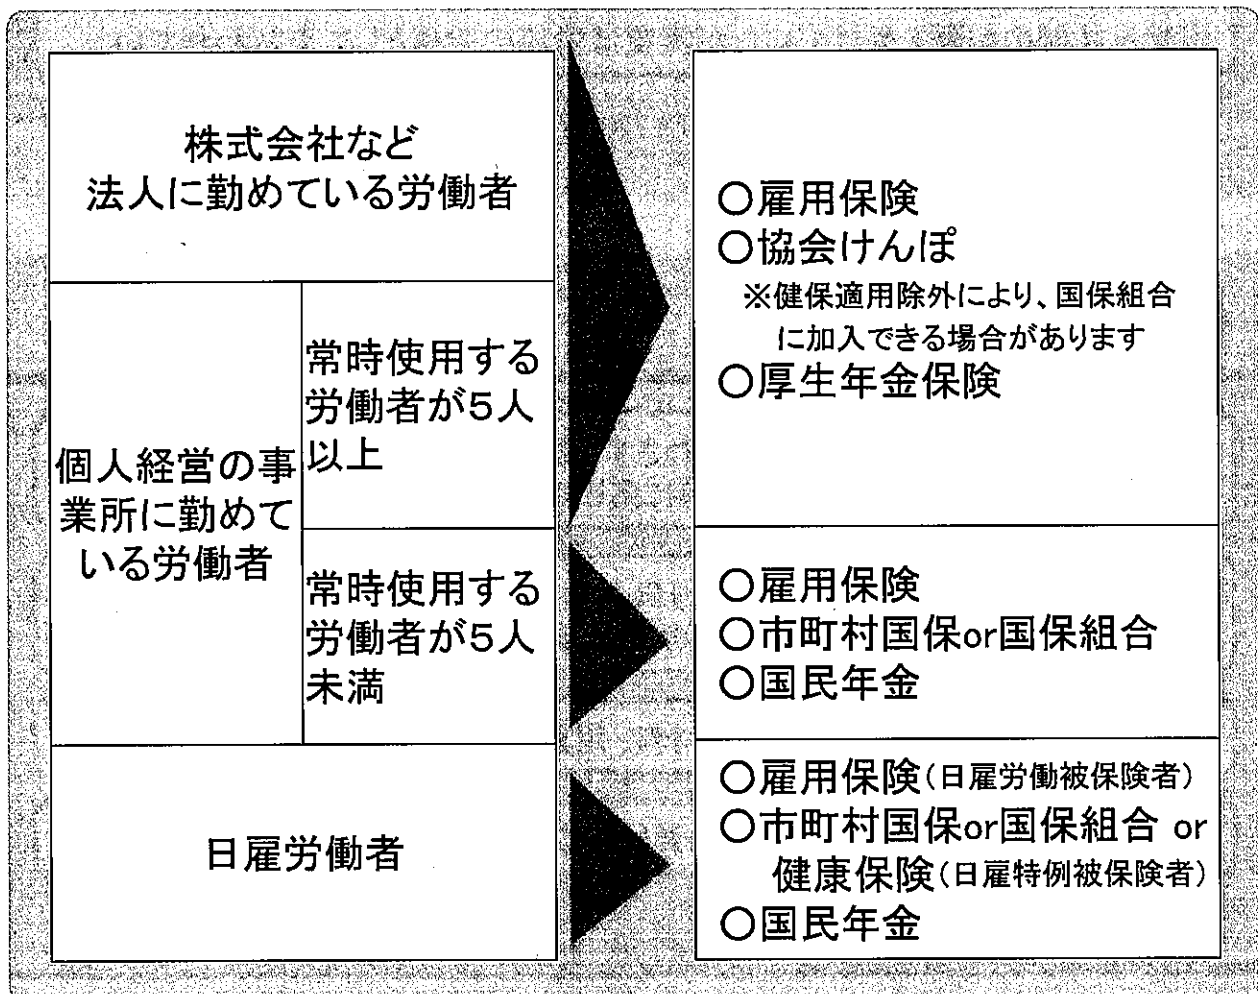 株式会社など
法人に勤めている労働者
個人経営の事
業所に勤めて
いる労働者
常時使用する
労働者が5人
以上
常時使用する
労働者が5人
未満
日雇労働者
○雇用保険
○協会けんぽ
※健保適用除外により、国保組合
に加入できる場合があります
○厚生年金保険
○雇用保険
○市町村国保or国保組合
○国民年金
○雇用保険(日雇労働被保険者)
○市町村国保or国保組合 or
健康保険(日雇特例被保険者)
○国民年金